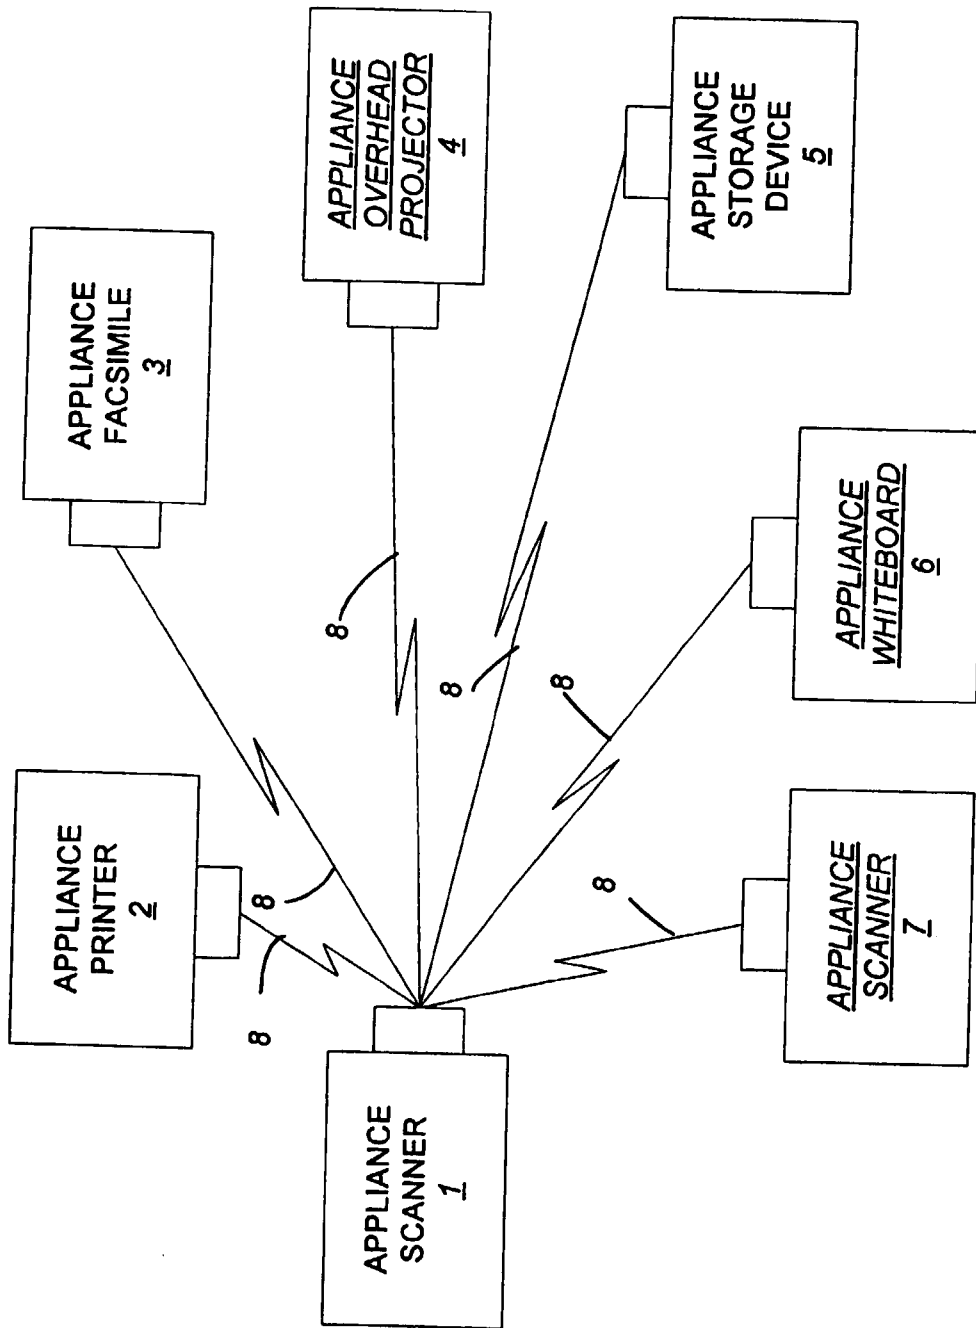 APPLIANCE
PRINTER
2
APPLIANCE
FACSIMILE
3
APPLIANCE
OVERHEAD
PROJECTOR
4
APPLIANCE
STORAGE
DEVICE
5
APPLIANCE
WHITEBOARD
6
APPLIANCE
SCANNER
7
APPLIANCE
SCANNER
1
8
8
8
8
8
8